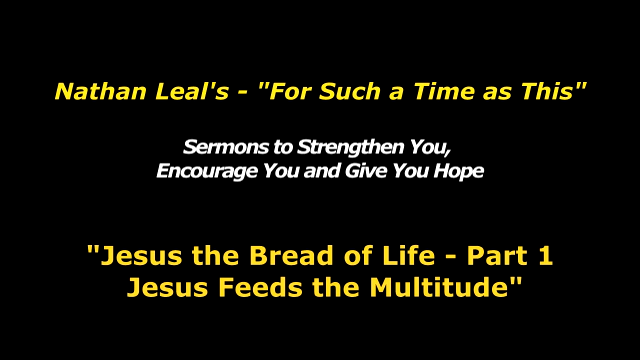 Nathan Leal's - "For Such a Time as This"
Sermons to Strengthen You,
Encourage You and Give You Hope
"Jesus the Bread of Life - Part 1
Jesus Feeds the Multitude"